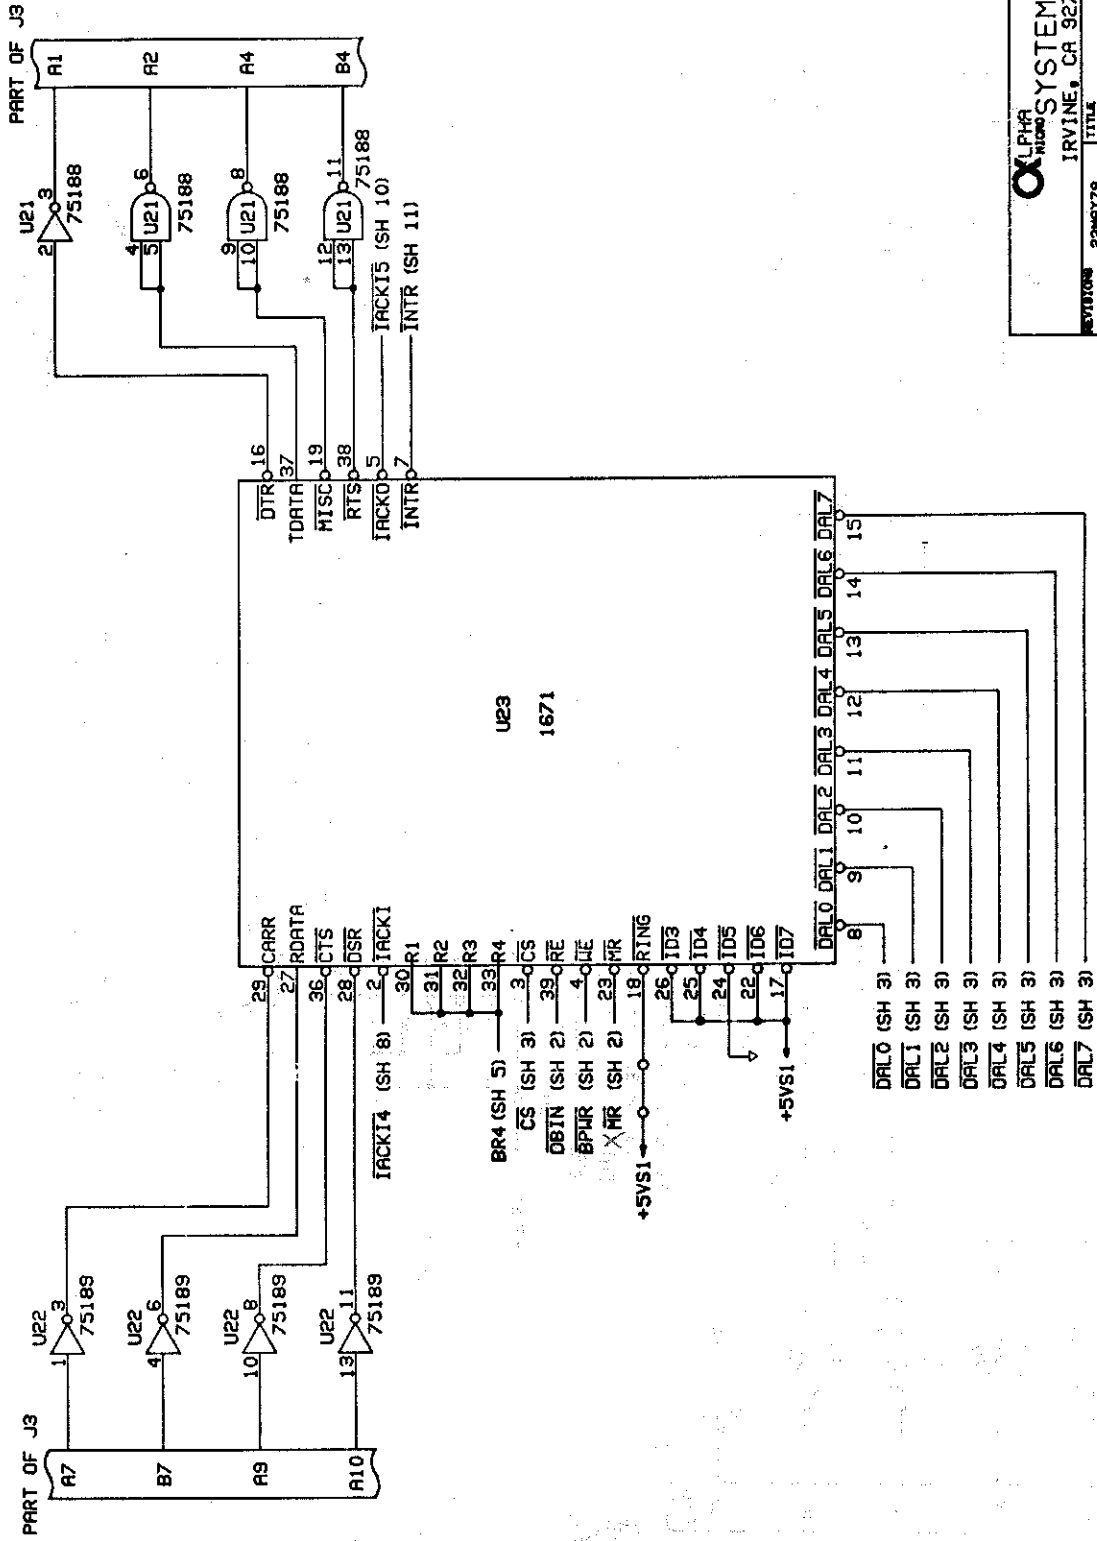 PART OF J3
A7
B7
A9
A10
U22
1
3
75189
U22
4
6
75189
U22
10
8
75189
U22
13
11
75189
29 CARR
27 RDATA
36 CTS
28 DSR
IACKI4 (SH 8) 2 IACKI
30 R1
31 R2
32 R3
BR4 (SH 5) 33 R4
CS (SH 3) 3 CS
DBIN (SH 2) 39 RE
BPWR (SH 2) 4 WE
MR (SH 2) 23 MR
+5VS1 18 RING
26 ID3
25 ID4
24 ID5
22 ID6
+5VS1 17 ID7
U23
1671
DTR 16
TDATA 37
MISC 19
RTS 38
IACKO 5 IACKI5 (SH 10)
INTR 7 INTR (SH 11)
U21
2
3
75188
4
5
U21
6
75188
9
10
U21
8
75188
12
13
U21
11
75188
PART OF J3
A1
A2
A4
B4
DAL0 DAL1 DAL2 DAL3 DAL4 DAL5 DAL6 DAL7
8 9 10 11 12 13 14 15
DAL0 (SH 3)
DAL1 (SH 3)
DAL2 (SH 3)
DAL3 (SH 3)
DAL4 (SH 3)
DAL5 (SH 3)
DAL6 (SH 3)
DAL7 (SH 3)
ALPHA
MICRO SYSTEM
IRVINE, CA 927
REVISIONS
TITLE